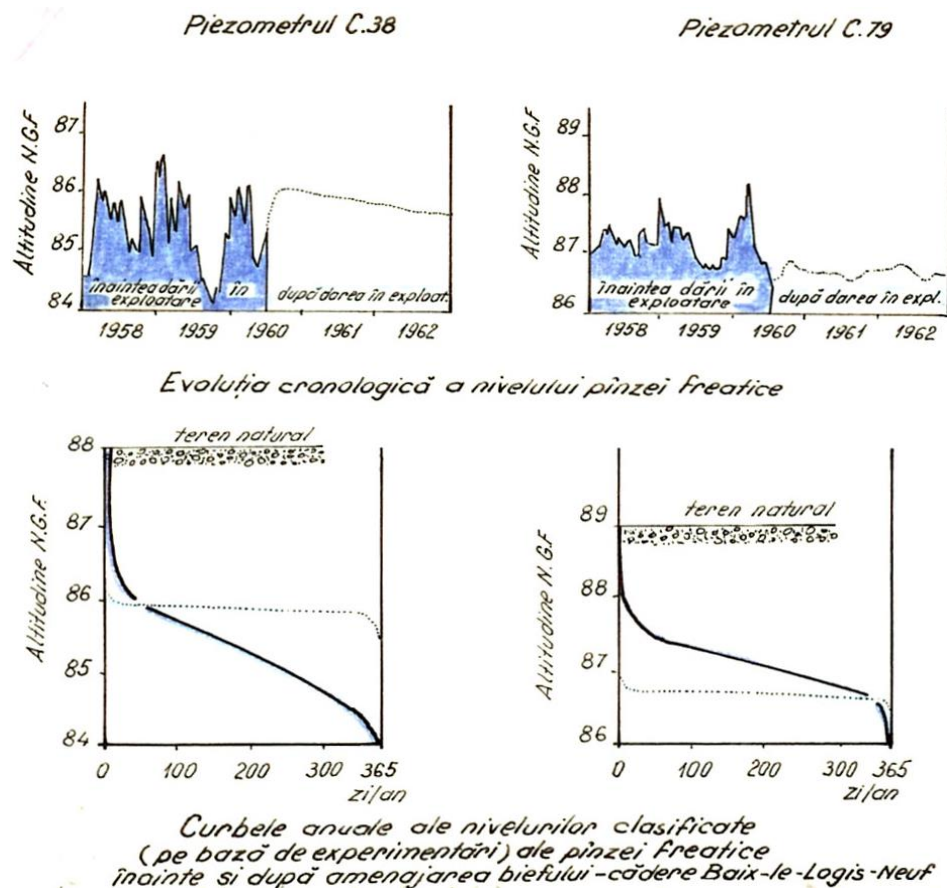 Piezometrul C.38
Altitudine N.G.F
87
86
85
84
înaintea dării în
exploatare
după darea în exploat.
1958 1959 1960 1961 1962
Piezometrul C.79
Altitudine N.G.F
89
88
87
86
înaintea dării în
exploatare
după darea în expl.
1958 1959 1960 1961 1962
Evoluția cronologică a nivelului pînzei freatice
Altitudine N.G.F.
teren natural
88
87
86
85
84
0 100 200 300 365
zi/an
Altitudine N.G.F
teren natural
89
88
87
86
0 100 200 300 365
zi/an
Curbele anuale ale nivelurilor clasificate
(pe bază de experimentări) ale pînzei freatice
înainte si după amenajarea biefului-cădere Baix-le-Logis-Neuf